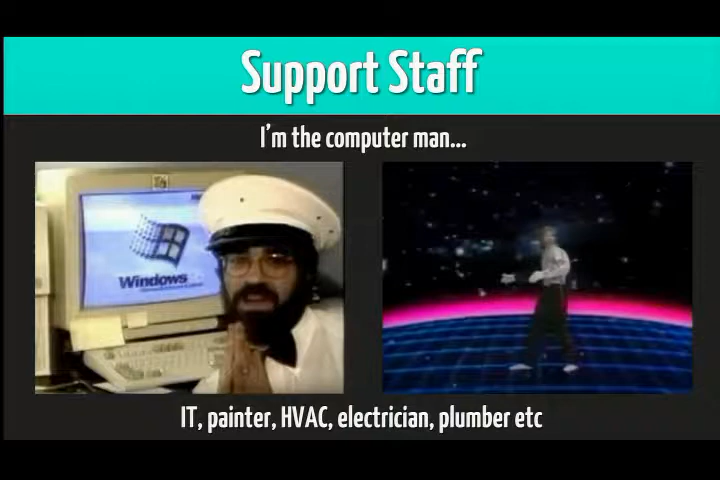 Support Staff
I'm the computer man...
Windows
IT, painter, HVAC, electrician, plumber etc